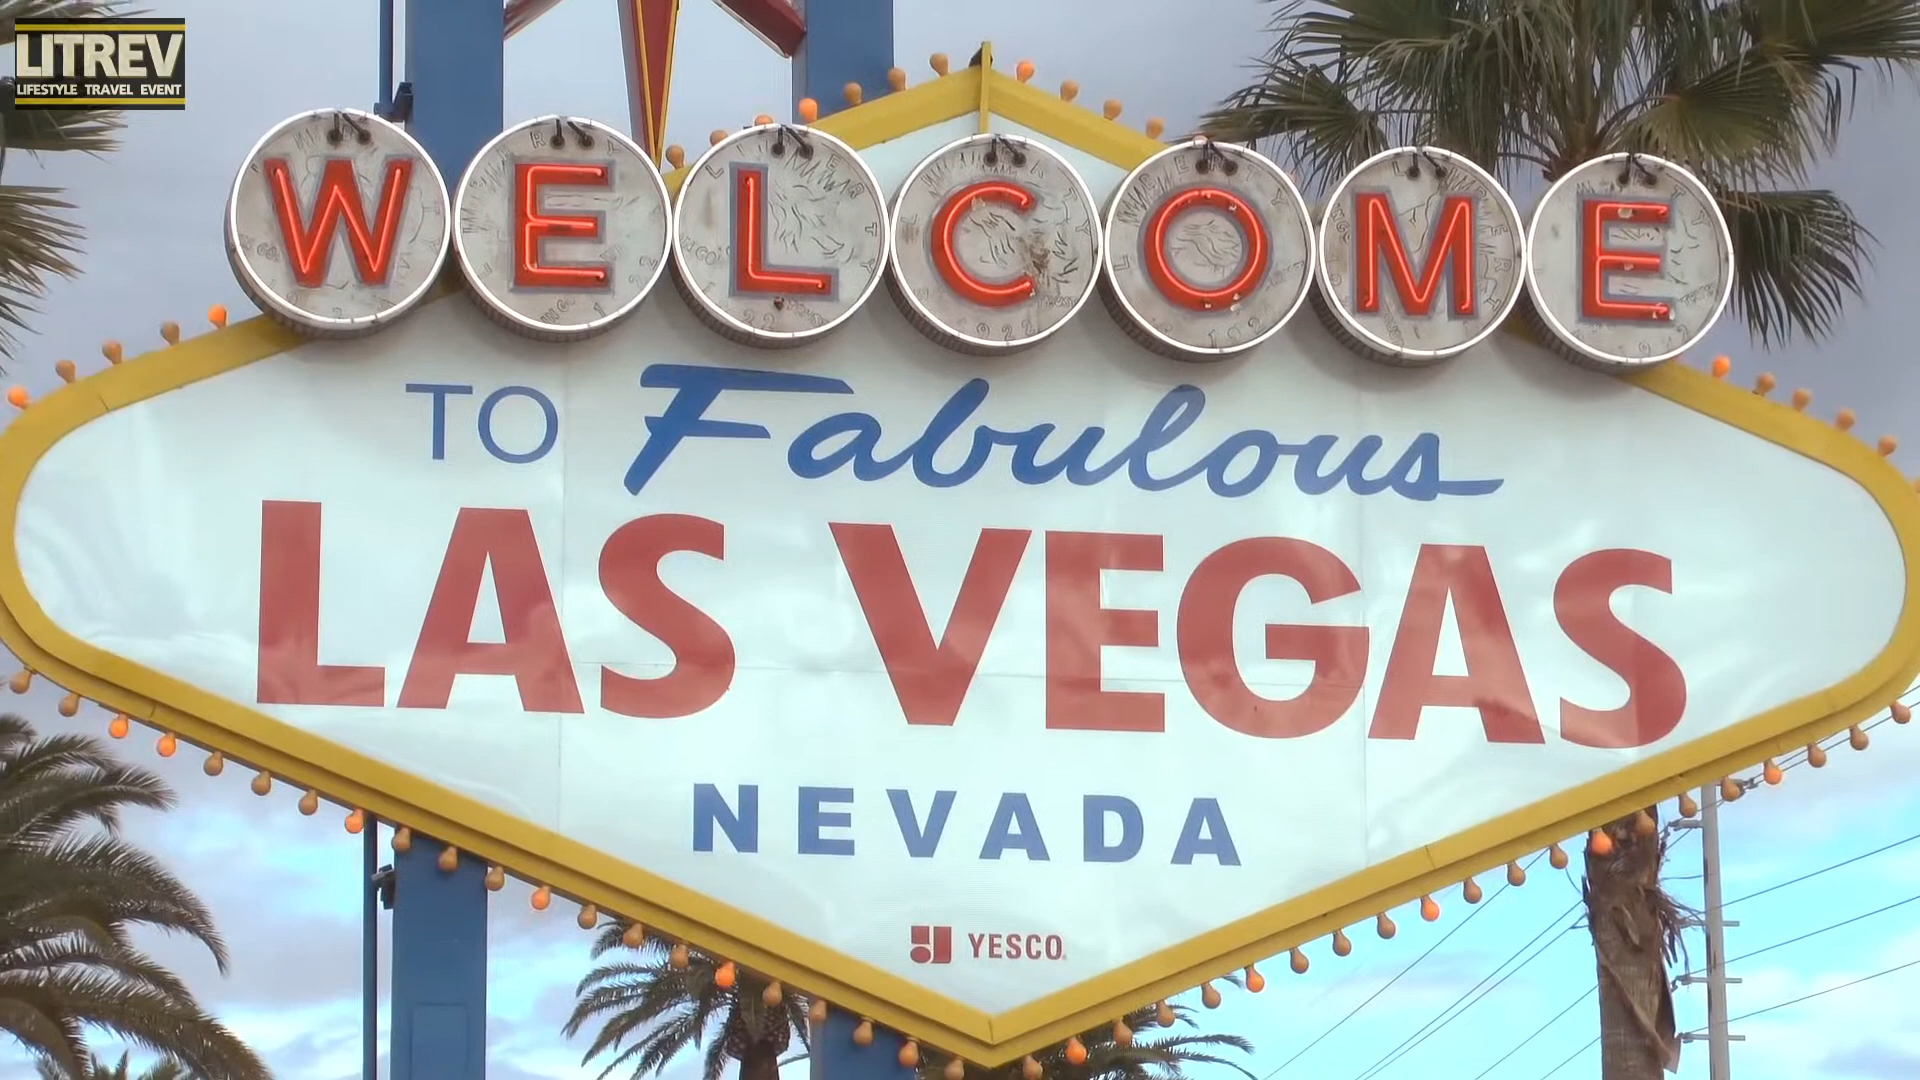 LITREV
LIFESTYLE TRAVEL EVENT
WELCOME
TO Fabulous
LAS VEGAS
NEVADA
YESCO